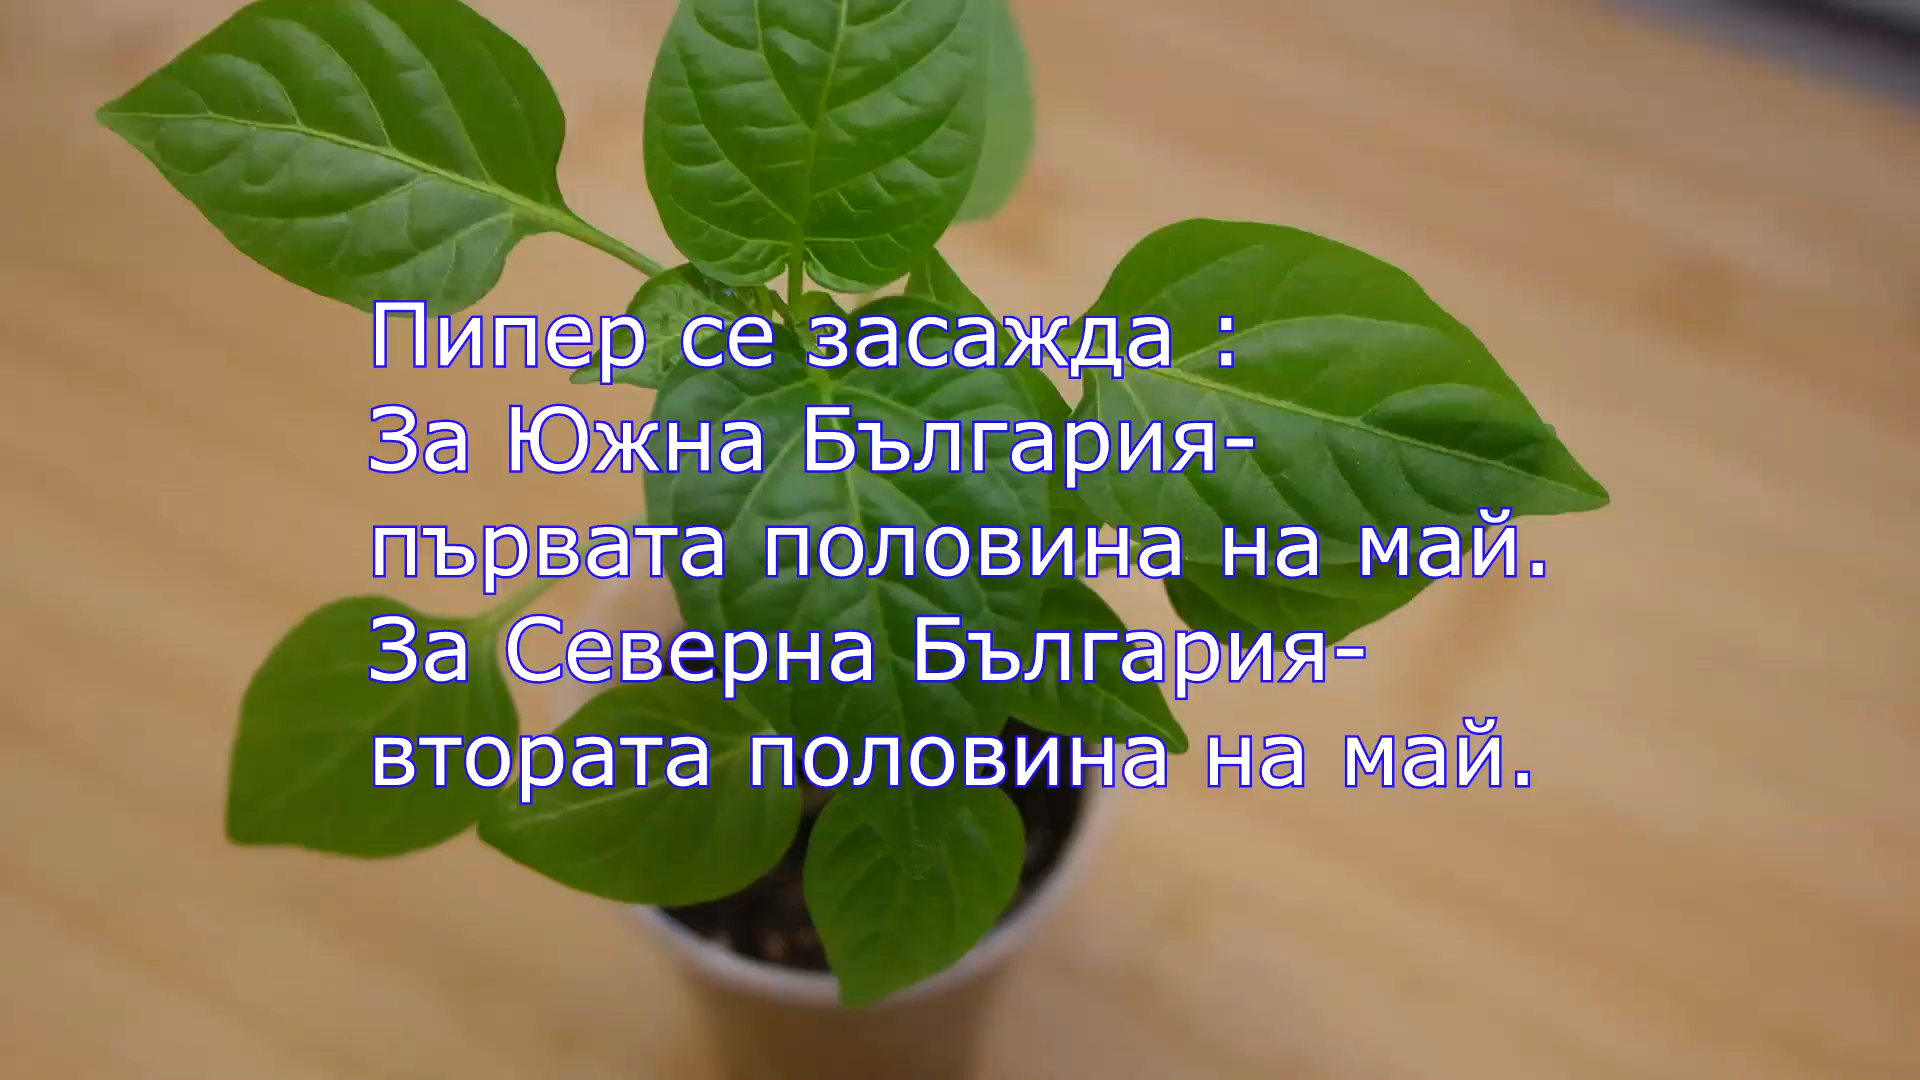 Пипер се засажда :
За Южна България-
първата половина на май.
За Северна България-
втората половина на май.